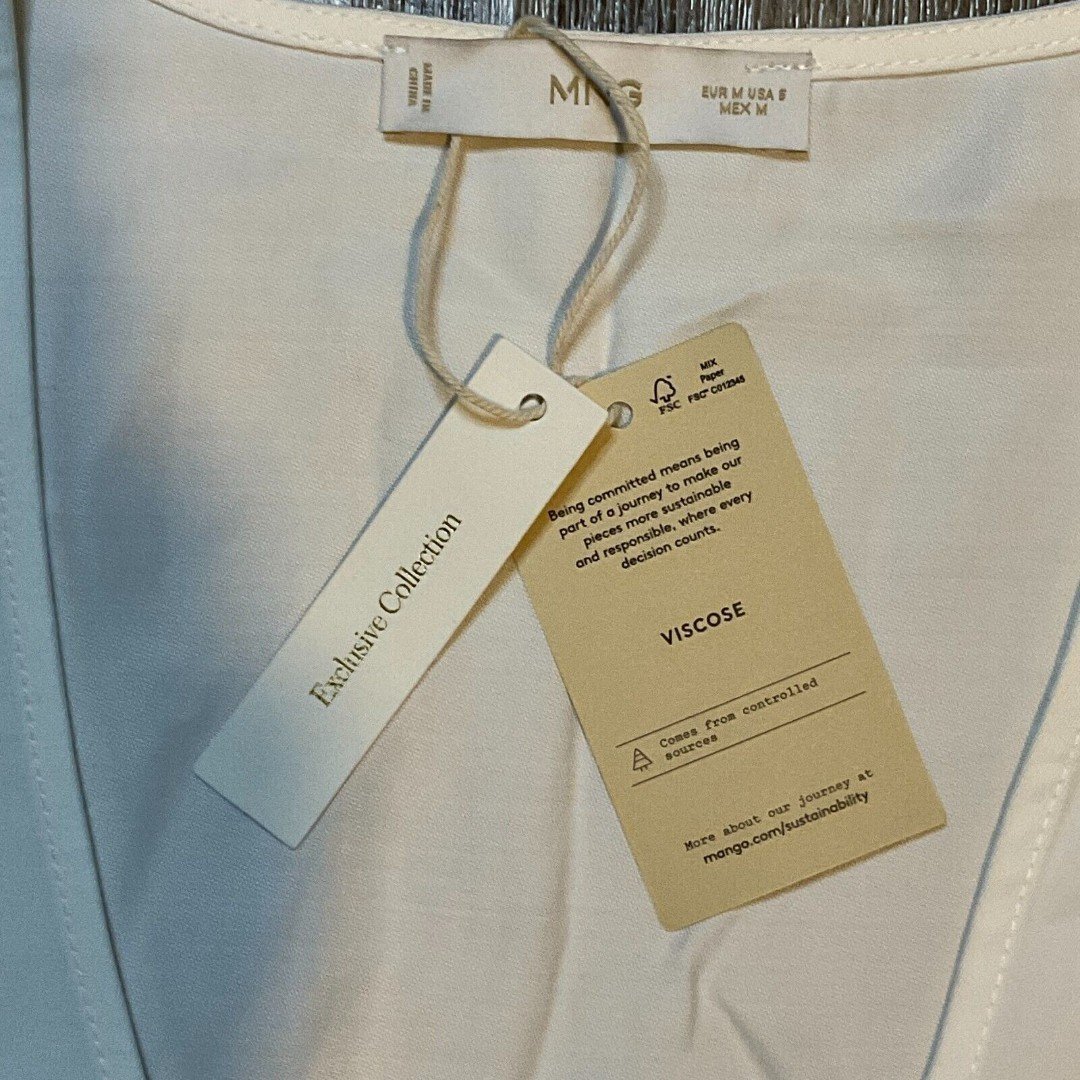 MADE IN
CHINA
MNG
EUR M USA S
MEX M
Exclusive Collection
FSC
MIX
Paper
FSC™ C012945
Being committed means being
part of a journey to make our
pieces more sustainable
and responsible, where every
decision counts.
VISCOSE
Comes from controlled
sources
More about our journey at
mango.com/sustainability